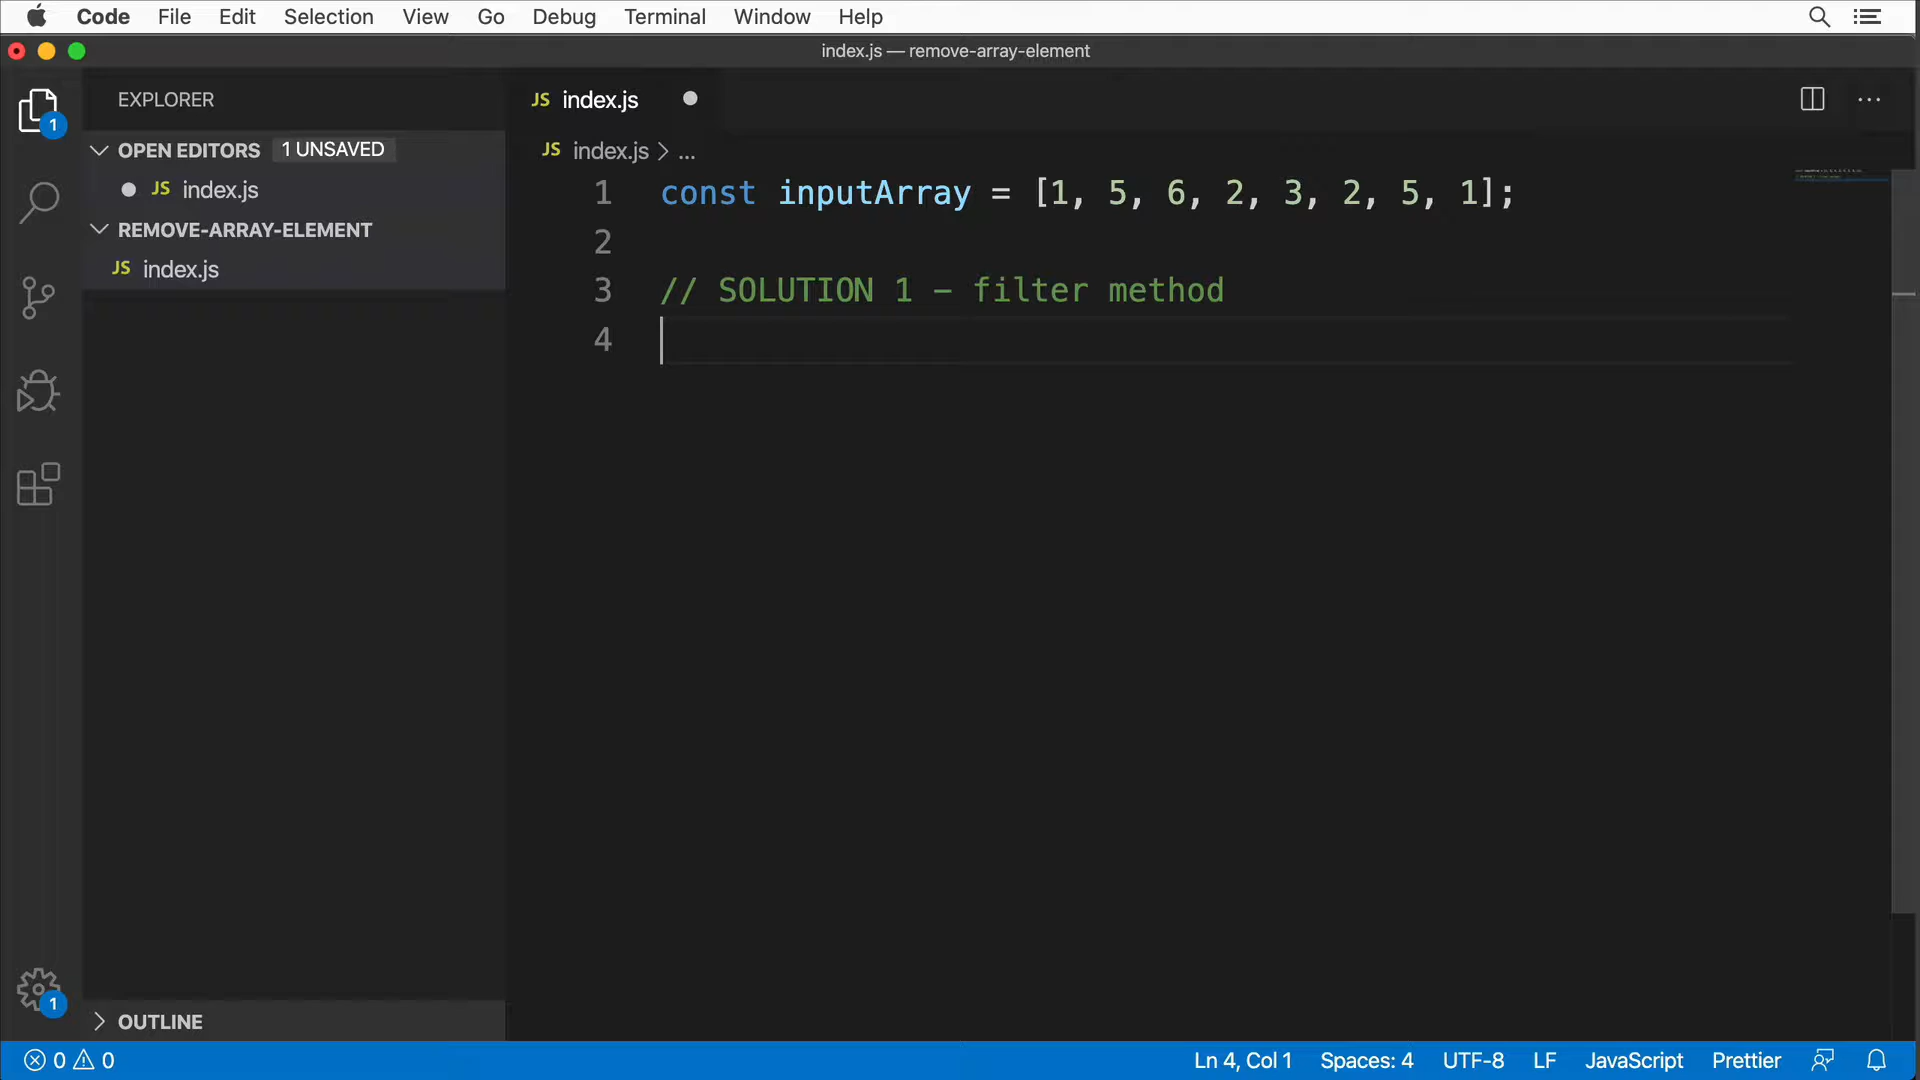 Code File Edit Selection View Go Debug Terminal Window Help
index.js — remove-array-element
EXPLORER
1
OPEN EDITORS 1 UNSAVED
JS index.js
REMOVE-ARRAY-ELEMENT
JS index.js
JS index.js
JS index.js > ...
1 const inputArray = [1, 5, 6, 2, 3, 2, 5, 1];
2
3 // SOLUTION 1 – filter method
4
1
OUTLINE
0 0
Ln 4, Col 1 Spaces: 4 UTF-8 LF JavaScript Prettier